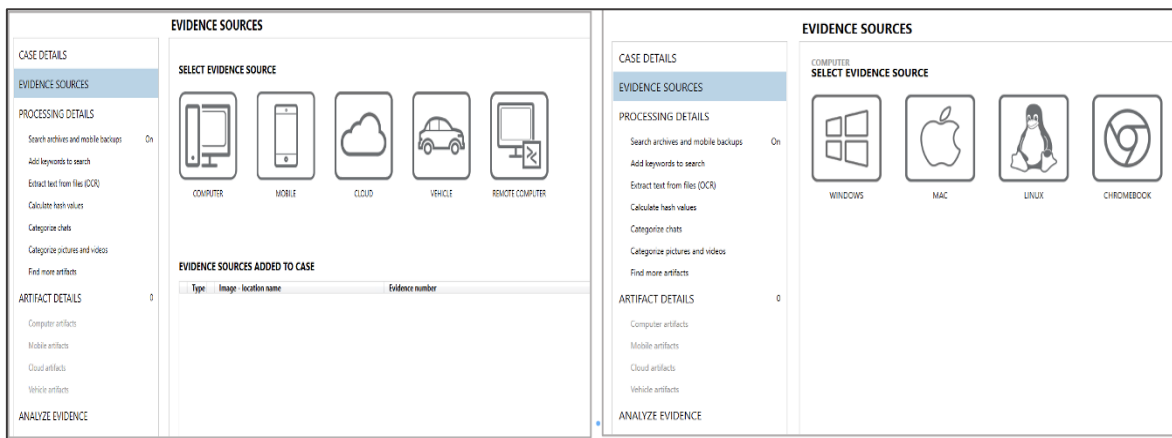 EVIDENCE SOURCES
CASE DETAILS
EVIDENCE SOURCES
PROCESSING DETAILS
Search archives and mobile backups On
Add keywords to search
Extract text from files (OCR)
Calculate hash values
Categorize chats
Categorize pictures and videos
Find more artifacts
ARTIFACT DETAILS 0
Computer artifacts
Mobile artifacts
Cloud artifacts
Vehicle artifacts
ANALYZE EVIDENCE
SELECT EVIDENCE SOURCE
COMPUTER MOBILE CLOUD VEHICLE REMOTE COMPUTER
EVIDENCE SOURCES ADDED TO CASE
Type Image - location name Evidence number
EVIDENCE SOURCES
CASE DETAILS
EVIDENCE SOURCES
PROCESSING DETAILS
Search archives and mobile backups On
Add keywords to search
Extract text from files (OCR)
Calculate hash values
Categorize chats
Categorize pictures and videos
Find more artifacts
ARTIFACT DETAILS 0
Computer artifacts
Mobile artifacts
Cloud artifacts
Vehicle artifacts
ANALYZE EVIDENCE
COMPUTER
SELECT EVIDENCE SOURCE
WINDOWS MAC LINUX CHROMEBOOK